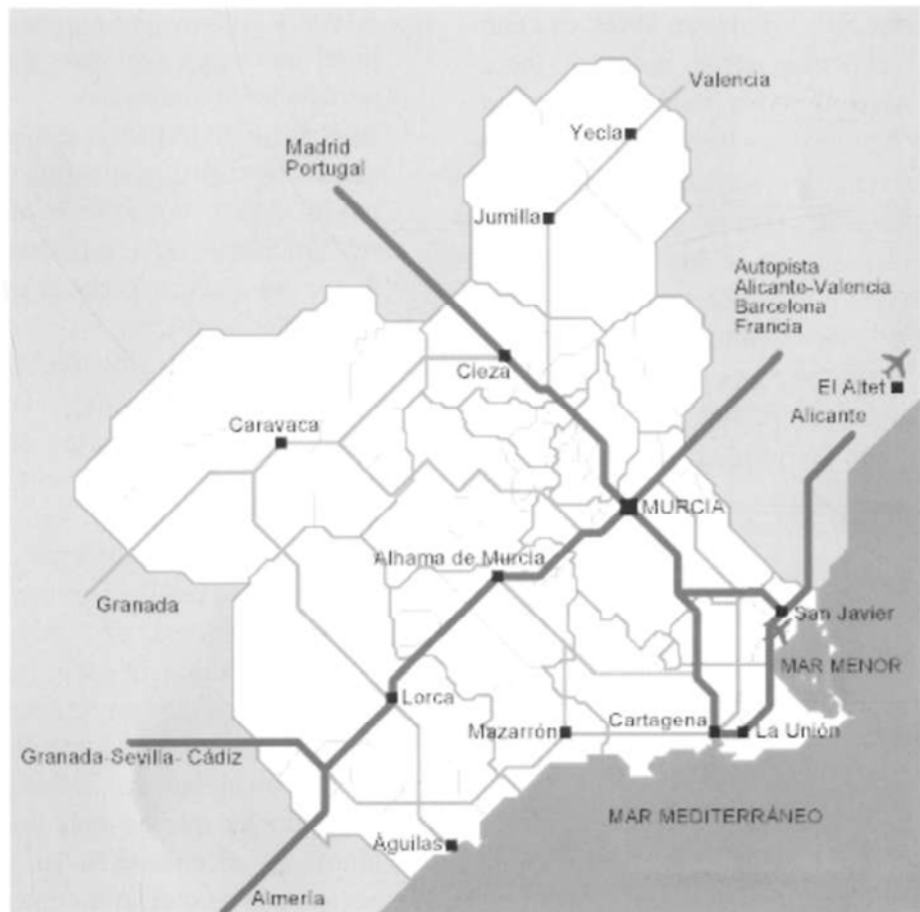 Valencia
Yecla
Madrid
Portugal
Jumilla
Autopista
Alicante-Valencia
Barcelona
Francia
El Altet
Cieza
Alicante
Caravaca
MURCIA
Alhama de Murcia
Granada
San Javier
MAR MENOR
Lorca
Mazarrón
Cartagena
La Unión
Granada-Sevilla- Cádiz
MAR MEDITERRÁNEO
Águilas
Almería